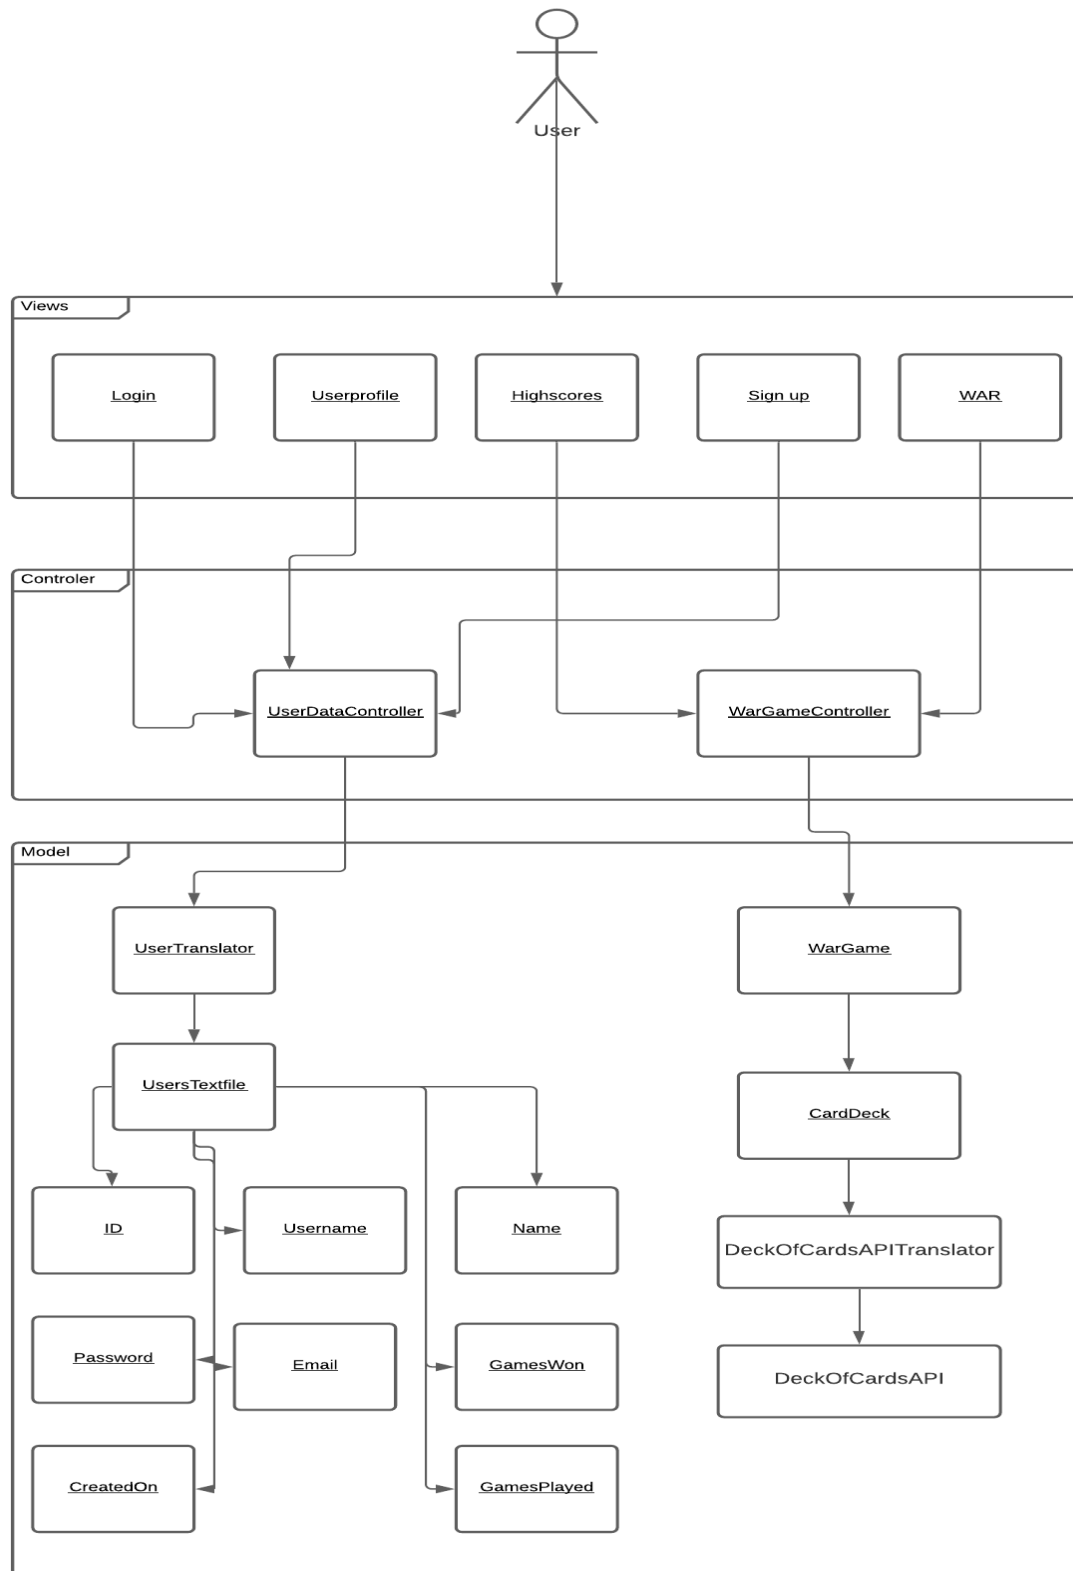 User
Views
Login
Userprofile
Highscores
Sign up
WAR
Controler
UserDataController
WarGameController
Model
UserTranslator
WarGame
UsersTextfile
CardDeck
ID
Username
Name
DeckOfCardsAPITranslator
Password
Email
GamesWon
DeckOfCardsAPI
CreatedOn
GamesPlayed